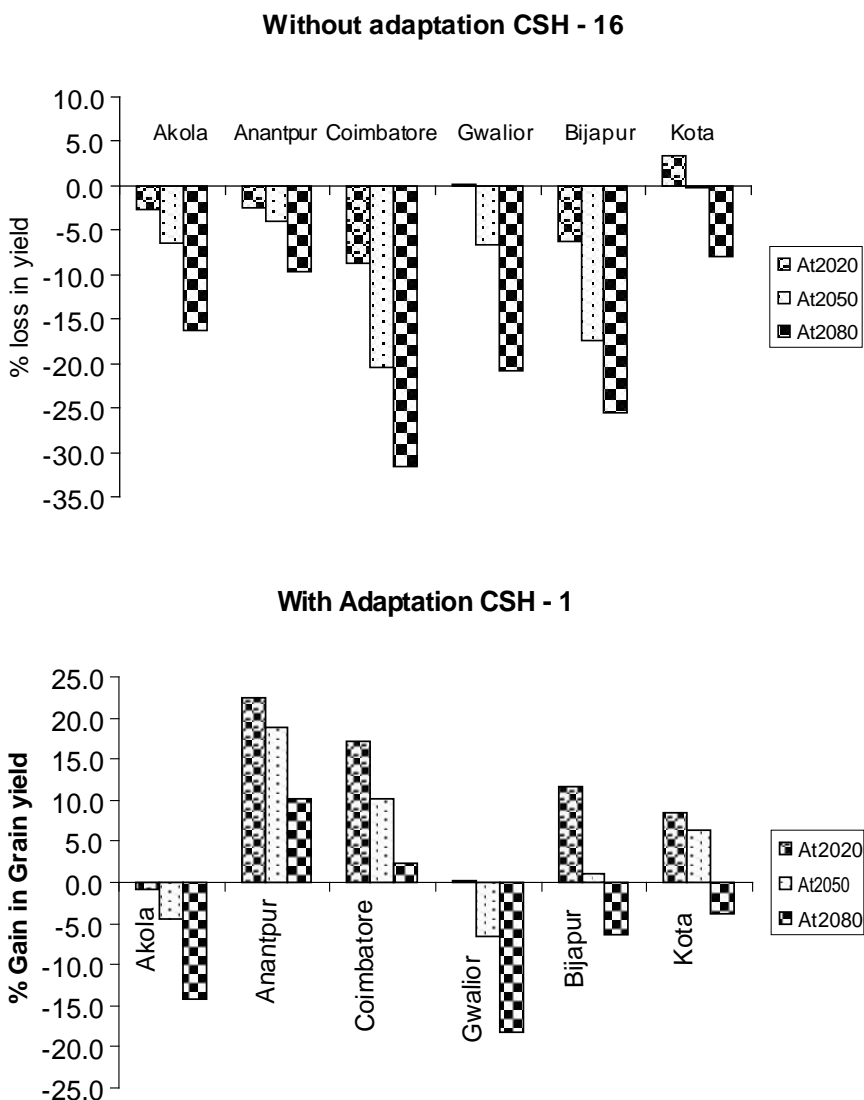 Without adaptation CSH - 16
10.0
5.0
0.0
-5.0
-10.0
-15.0
-20.0
-25.0
-30.0
-35.0
% loss in yield
Akola Anantpur Coimbatore Gwalior Bijapur Kota
At2020
At2050
At2080
With Adaptation CSH - 1
25.0
20.0
15.0
10.0
5.0
0.0
-5.0
-10.0
-15.0
-20.0
-25.0
% Gain in Grain yield
Akola
Anantpur
Coimbatore
Gwalior
Bijapur
Kota
At2020
At2050
At2080